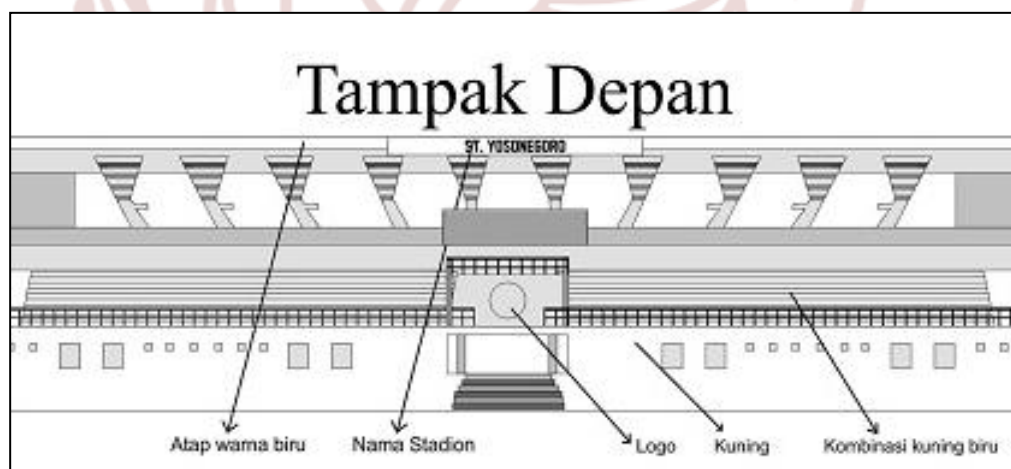 Tampak Depan
ST. YOSONEGORO
Atap warna biru
Nama Stadion
Logo
Kuning
Kombinasi kuning biru